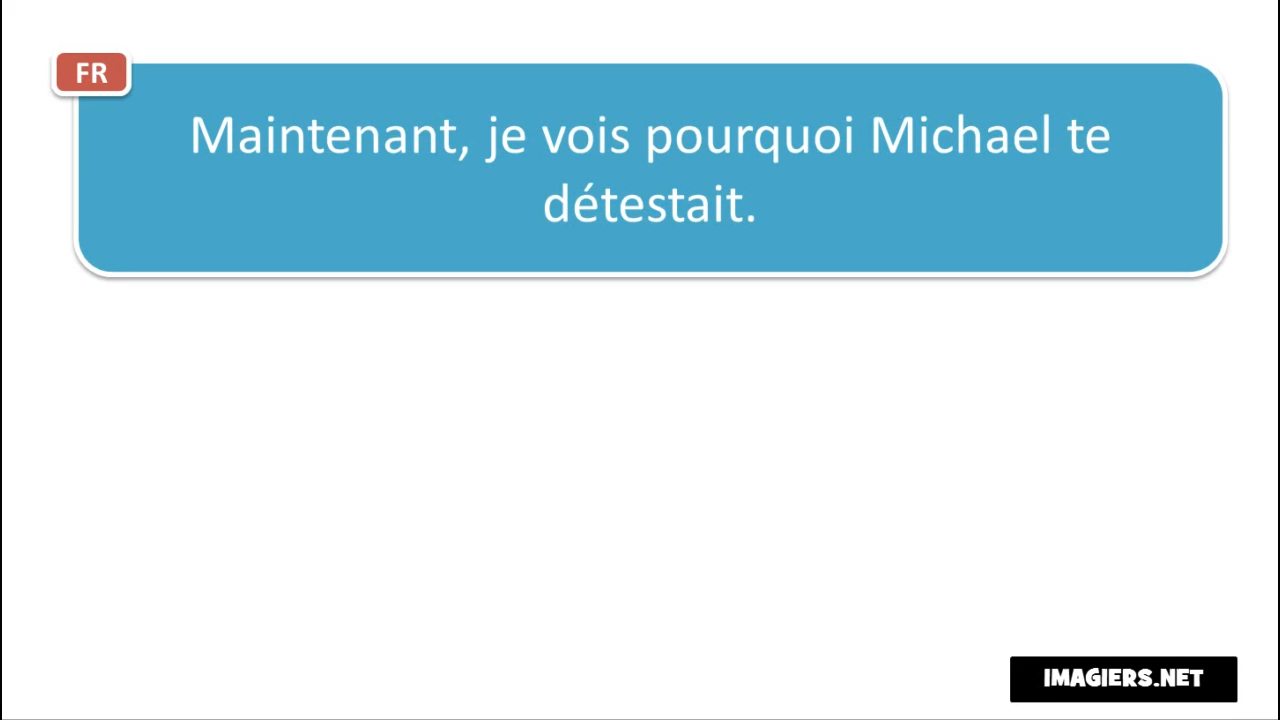 FR
Maintenant, je vois pourquoi Michael te
détestait.
IMAGIERS.NET